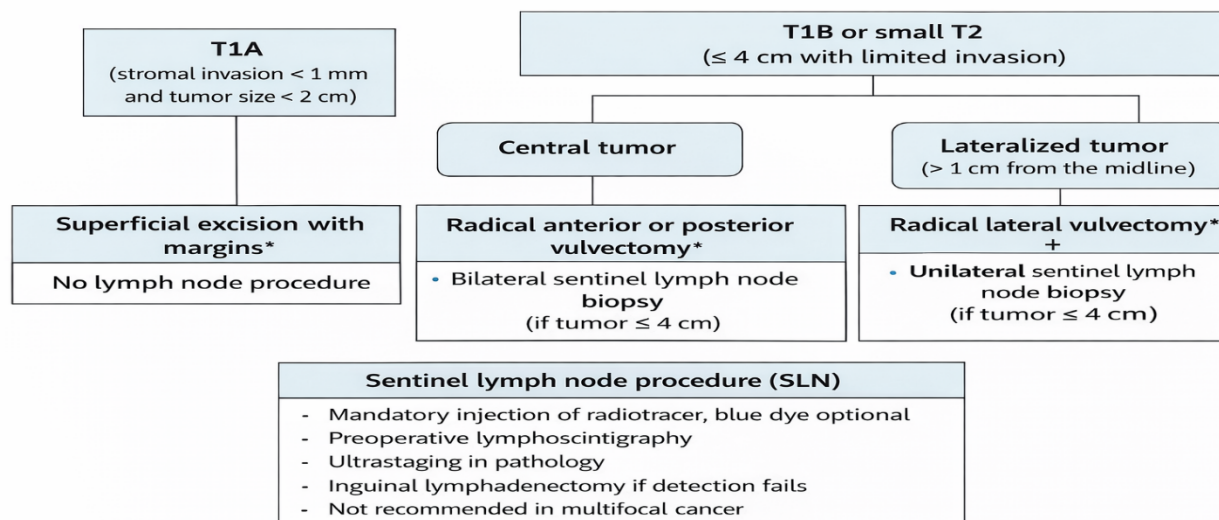 T1A
(stromal invasion < 1 mm
and tumor size < 2 cm)
T1B or small T2
(≤ 4 cm with limited invasion)
Central tumor
Lateralized tumor
(> 1 cm from the midline)
Superficial excision with
margins*
No lymph node procedure
Radical anterior or posterior
vulvectomy*
• Bilateral sentinel lymph node
biopsy
(if tumor ≤ 4 cm)
Radical lateral vulvectomy*
+
• Unilateral sentinel lymph
node biopsy
(if tumor ≤ 4 cm)
Sentinel lymph node procedure (SLN)
- Mandatory injection of radiotracer, blue dye optional
- Preoperative lymphoscintigraphy
- Ultrastaging in pathology
- Inguinal lymphadenectomy if detection fails
- Not recommended in multifocal cancer